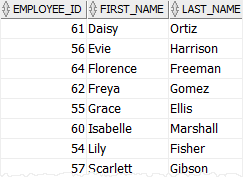 EMPLOYEE_ID FIRST_NAME LAST_NAME
61 Daisy Ortiz
56 Evie Harrison
64 Florence Freeman
62 Freya Gomez
55 Grace Ellis
60 Isabelle Marshall
54 Lily Fisher
57 Scarlett Gibson